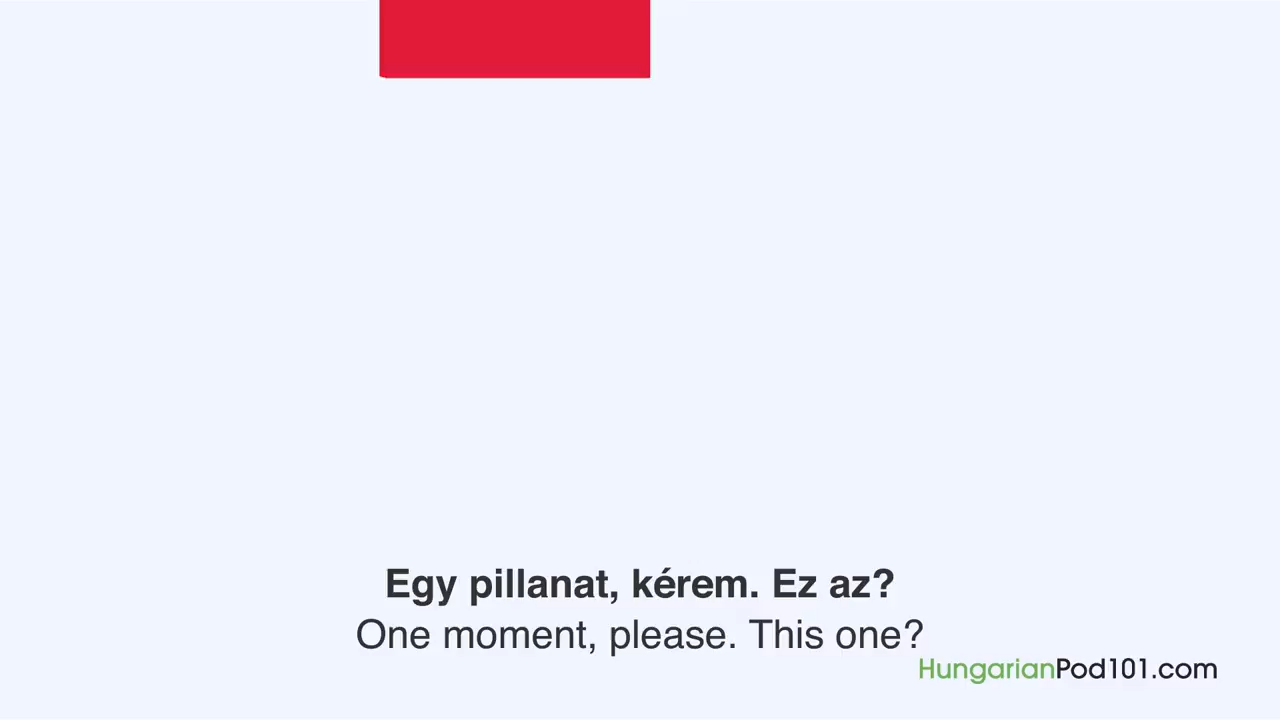 Egy pillanat, kérem. Ez az?
One moment, please. This one?
HungarianPod101.com